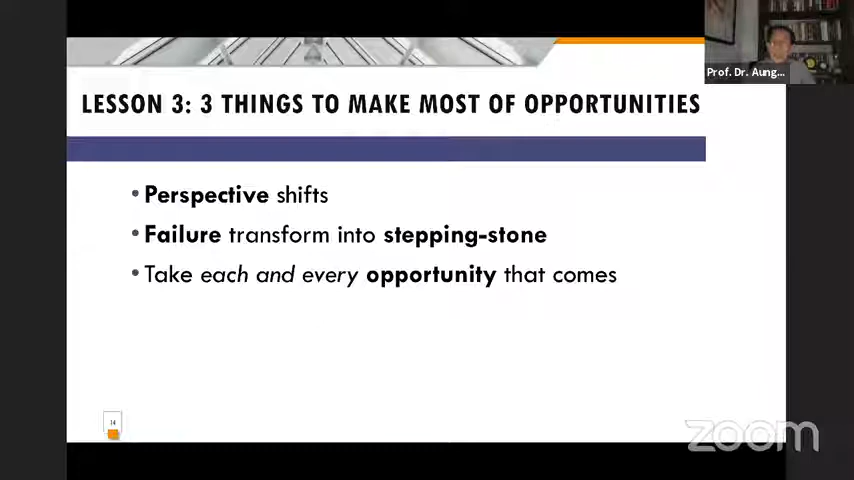 Prof. Dr. Aung...
LESSON 3: 3 THINGS TO MAKE MOST OF OPPORTUNITIES
•Perspective shifts
•Failure transform into stepping-stone
•Take each and every opportunity that comes
14
zoom